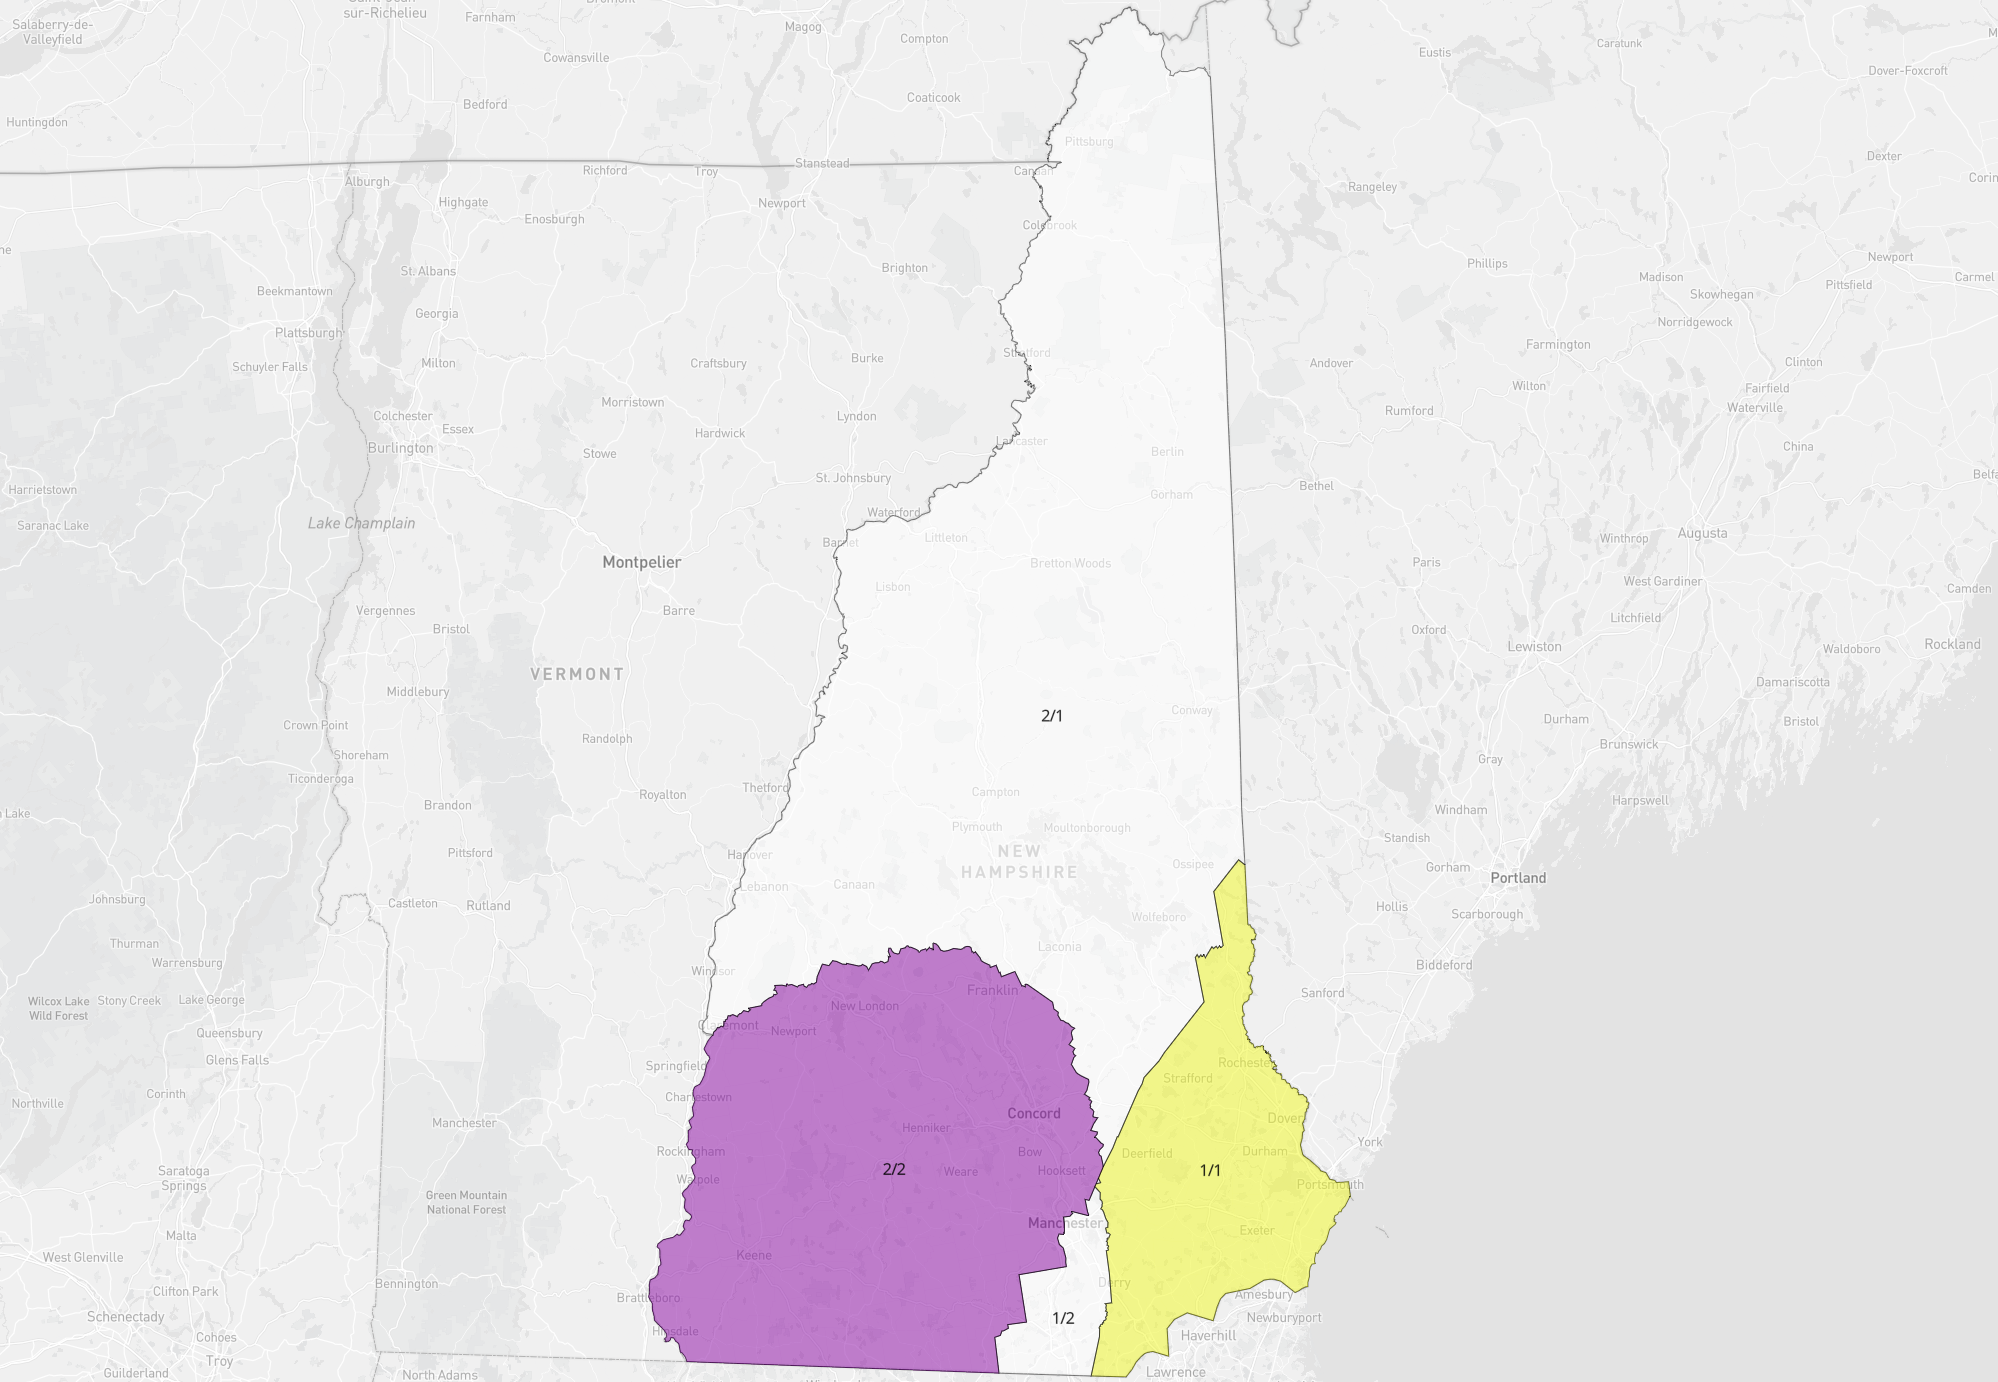 Saint-Jean-
sur-Richelieu
Salaberry-de-
Valleyfield
Farnham
Magog
Compton
Cowansville
Eustis
Caratunk
Dover-Foxcroft
Huntingdon
Bedford
Coaticook
Pittsburg
Dexter
Alburgh
Richford
Troy
Stanstead
Canaan
Rangeley
Highgate
Enosburgh
Newport
Colebrook
St. Albans
Brighton
Phillips
Madison
Newport
Carmel
Beekmantown
Georgia
Skowhegan
Pittsfield
Plattsburgh
Norridgewock
Schuyler Falls
Milton
Craftsbury
Burke
Stratford
Andover
Farmington
Clinton
Wilton
Fairfield
Waterville
Colchester
Essex
Morristown
Lyndon
Rumford
Burlington
Hardwick
Lancaster
Berlin
China
Stowe
St. Johnsbury
Gorham
Bethel
Harrietstown
Saranac Lake
Lake Champlain
Waterford
Augusta
Barnet
Littleton
Winthrop
Montpelier
Lisbon
Bretton Woods
Paris
West Gardiner
Camden
Vergennes
Barre
Bristol
Litchfield
Oxford
Lewiston
Waldoboro
Rockland
VERMONT
Middlebury
Damariscotta
Crown Point
2/1
Conway
Durham
Bristol
Randolph
Brunswick
Shoreham
Gray
Ticonderoga
Royalton
Thetford
Campton
Brandon
Windham
Harpswell
Lake
Plymouth
Moultonborough
Standish
Pittsford
Hanover
NEW
HAMPSHIRE
Ossipee
Gorham
Portland
Johnsburg
Castleton
Rutland
Lebanon
Canaan
Hollis
Scarborough
Wolfeboro
Thurman
Warrensburg
Laconia
Windsor
Biddeford
Wilcox Lake
Wild Forest
Stony Creek
Lake George
Franklin
Sanford
New London
Queensbury
Claremont
Newport
Glens Falls
Springfield
Rochester
Strafford
Corinth
Northville
Charlestown
Concord
Dover
Manchester
Henniker
York
Rockingham
Bow
Deerfield
Durham
Saratoga
Springs
2/2
Weare
Hooksett
1/1
Walpole
Portsmouth
Green Mountain
National Forest
Malta
Manchester
Exeter
West Glenville
Keene
Bennington
Clifton Park
Derry
Brattleboro
Amesbury
Schenectady
1/2
Newburyport
Cohoes
Hinsdale
Haverhill
Troy
Guilderland
North Adams
Lawrence